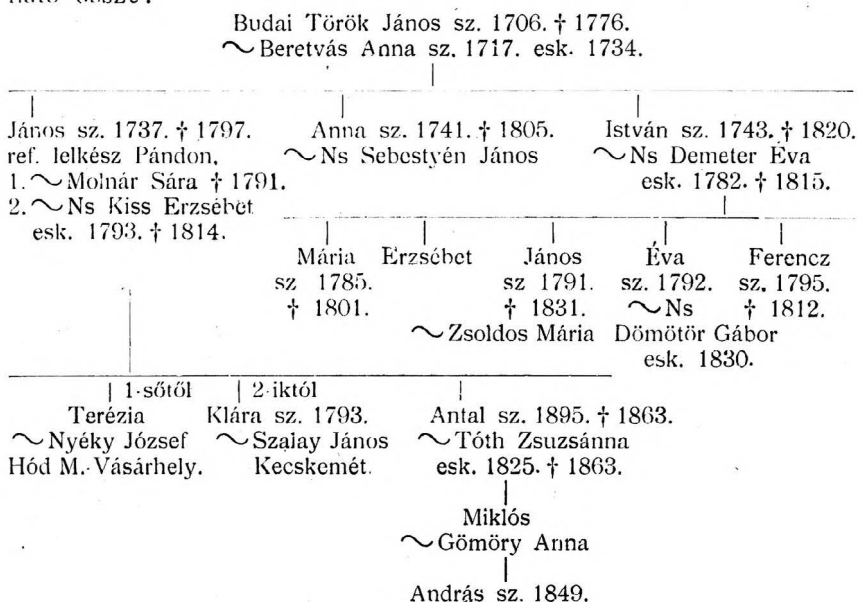 Budai Török János sz. 1706. † 1776.
~ Beretvás Anna sz. 1717. esk. 1734.
János sz. 1737. † 1797. Anna sz. 1741. † 1805. István sz. 1743. † 1820.
ref. lelkész Pándon, ~ Ns Sebestyén János ~ Ns Demeter Éva
1. ~ Molnár Sára † 1791. esk. 1782. † 1815.
2. ~ Ns Kiss Erzsébet
esk. 1793. † 1814.
Mária Erzsébet János Éva Ferencz
sz 1785. sz 1791. sz. 1792. sz. 1795.
† 1801. † 1831. ~ Ns † 1812.
~ Zsoldos Mária Dömötör Gábor
esk. 1830.
1-sőtől 2-iktól
Terézia Klára sz. 1793. Antal sz. 1895. † 1863.
~ Nyéky József ~ Szalay János ~ Tóth Zsuzsánna
Hód M.-Vásárhely. Kecskemét. esk. 1825. † 1863.
Miklós
~ Gömöry Anna
András sz. 1849.